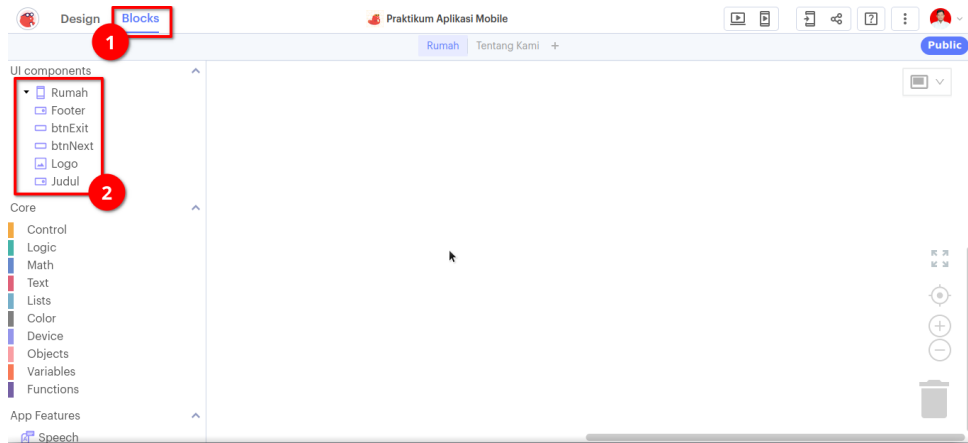 Design Blocks Praktikum Aplikasi Mobile
1
Rumah Tentang Kami + Public
UI components
Rumah
Footer
btnExit
btnNext
Logo
Judul
2
Core
Control
Logic
Math
Text
Lists
Color
Device
Objects
Variables
Functions
App Features
Speech